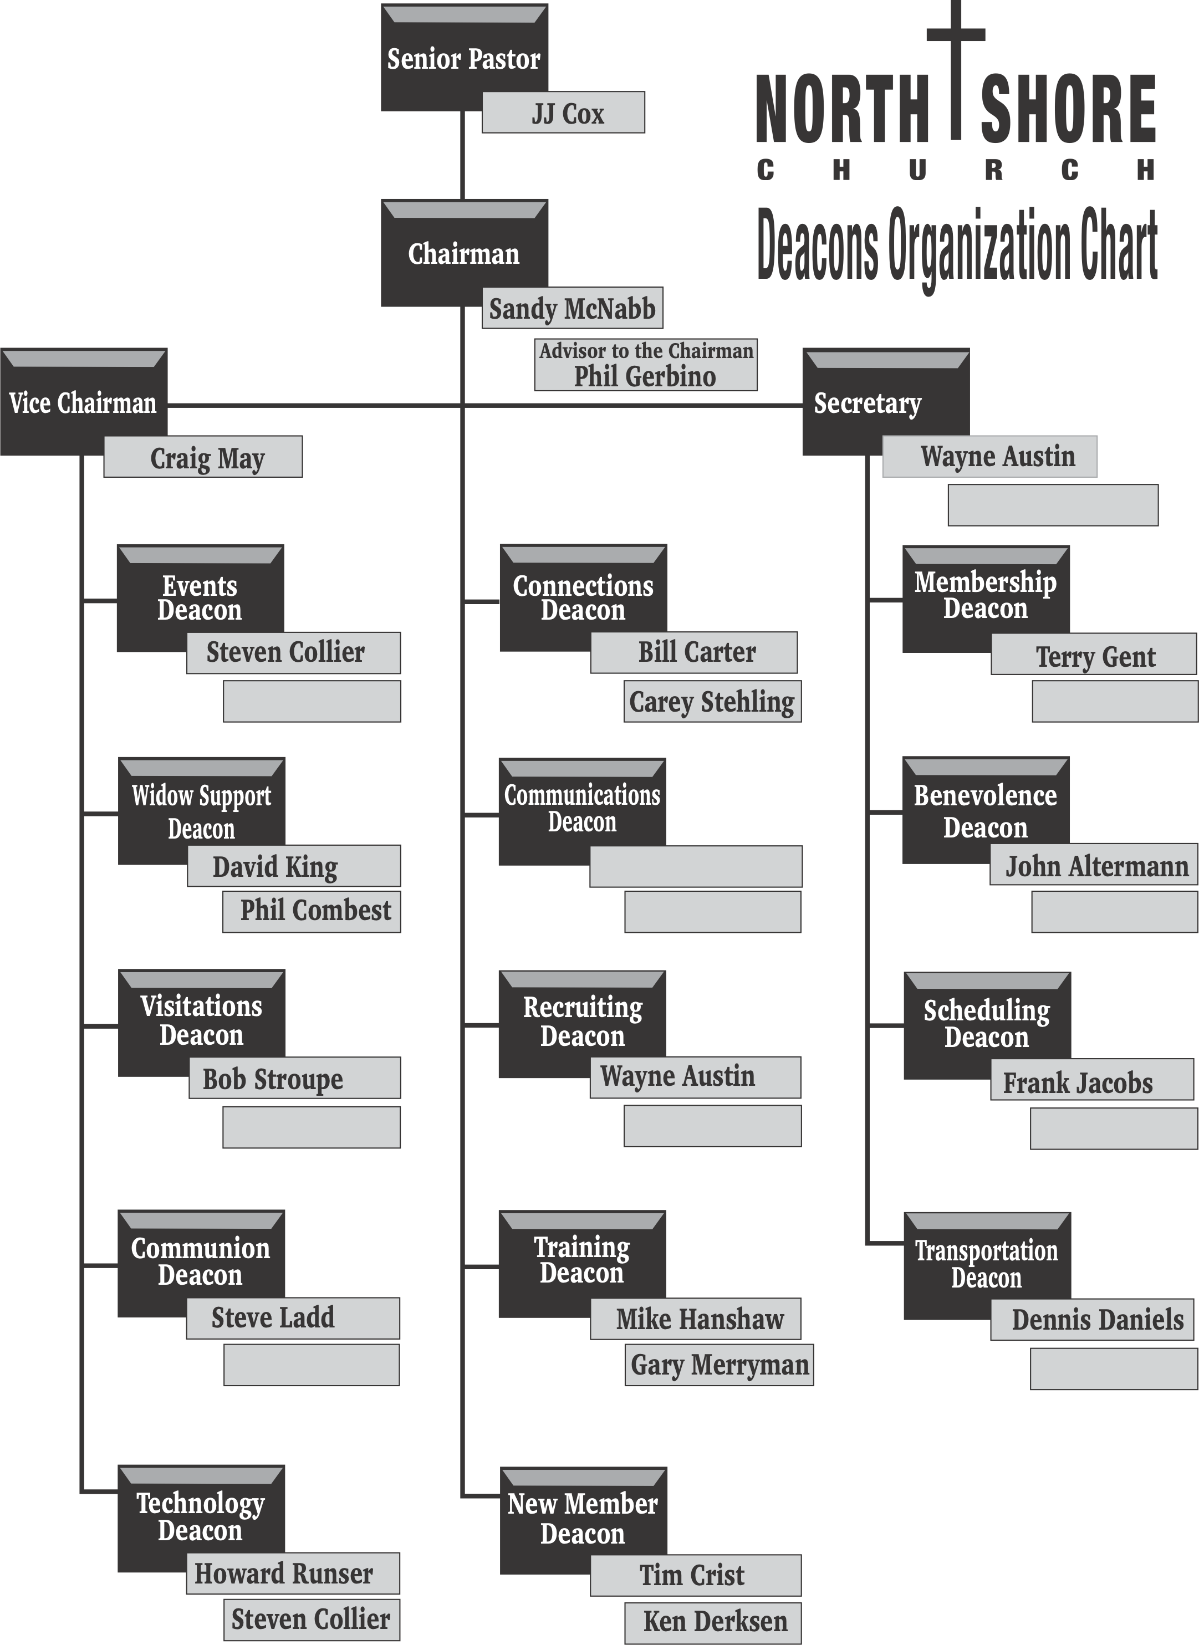 Senior Pastor
JJ Cox
NORTH SHORE
CHURCH
Deacons Organization Chart
Chairman
Sandy McNabb
Advisor to the Chairman
Phil Gerbino
Vice Chairman
Craig May
Secretary
Wayne Austin
Events
Deacon
Steven Collier
Widow Support
Deacon
David King
Phil Combest
Visitations
Deacon
Bob Stroupe
Communion
Deacon
Steve Ladd
Technology
Deacon
Howard Runser
Steven Collier
Connections
Deacon
Bill Carter
Carey Stehling
Communications
Deacon
Recruiting
Deacon
Wayne Austin
Training
Deacon
Mike Hanshaw
Gary Merryman
New Member
Deacon
Tim Crist
Ken Derksen
Membership
Deacon
Terry Gent
Benevolence
Deacon
John Altermann
Scheduling
Deacon
Frank Jacobs
Transportation
Deacon
Dennis Daniels